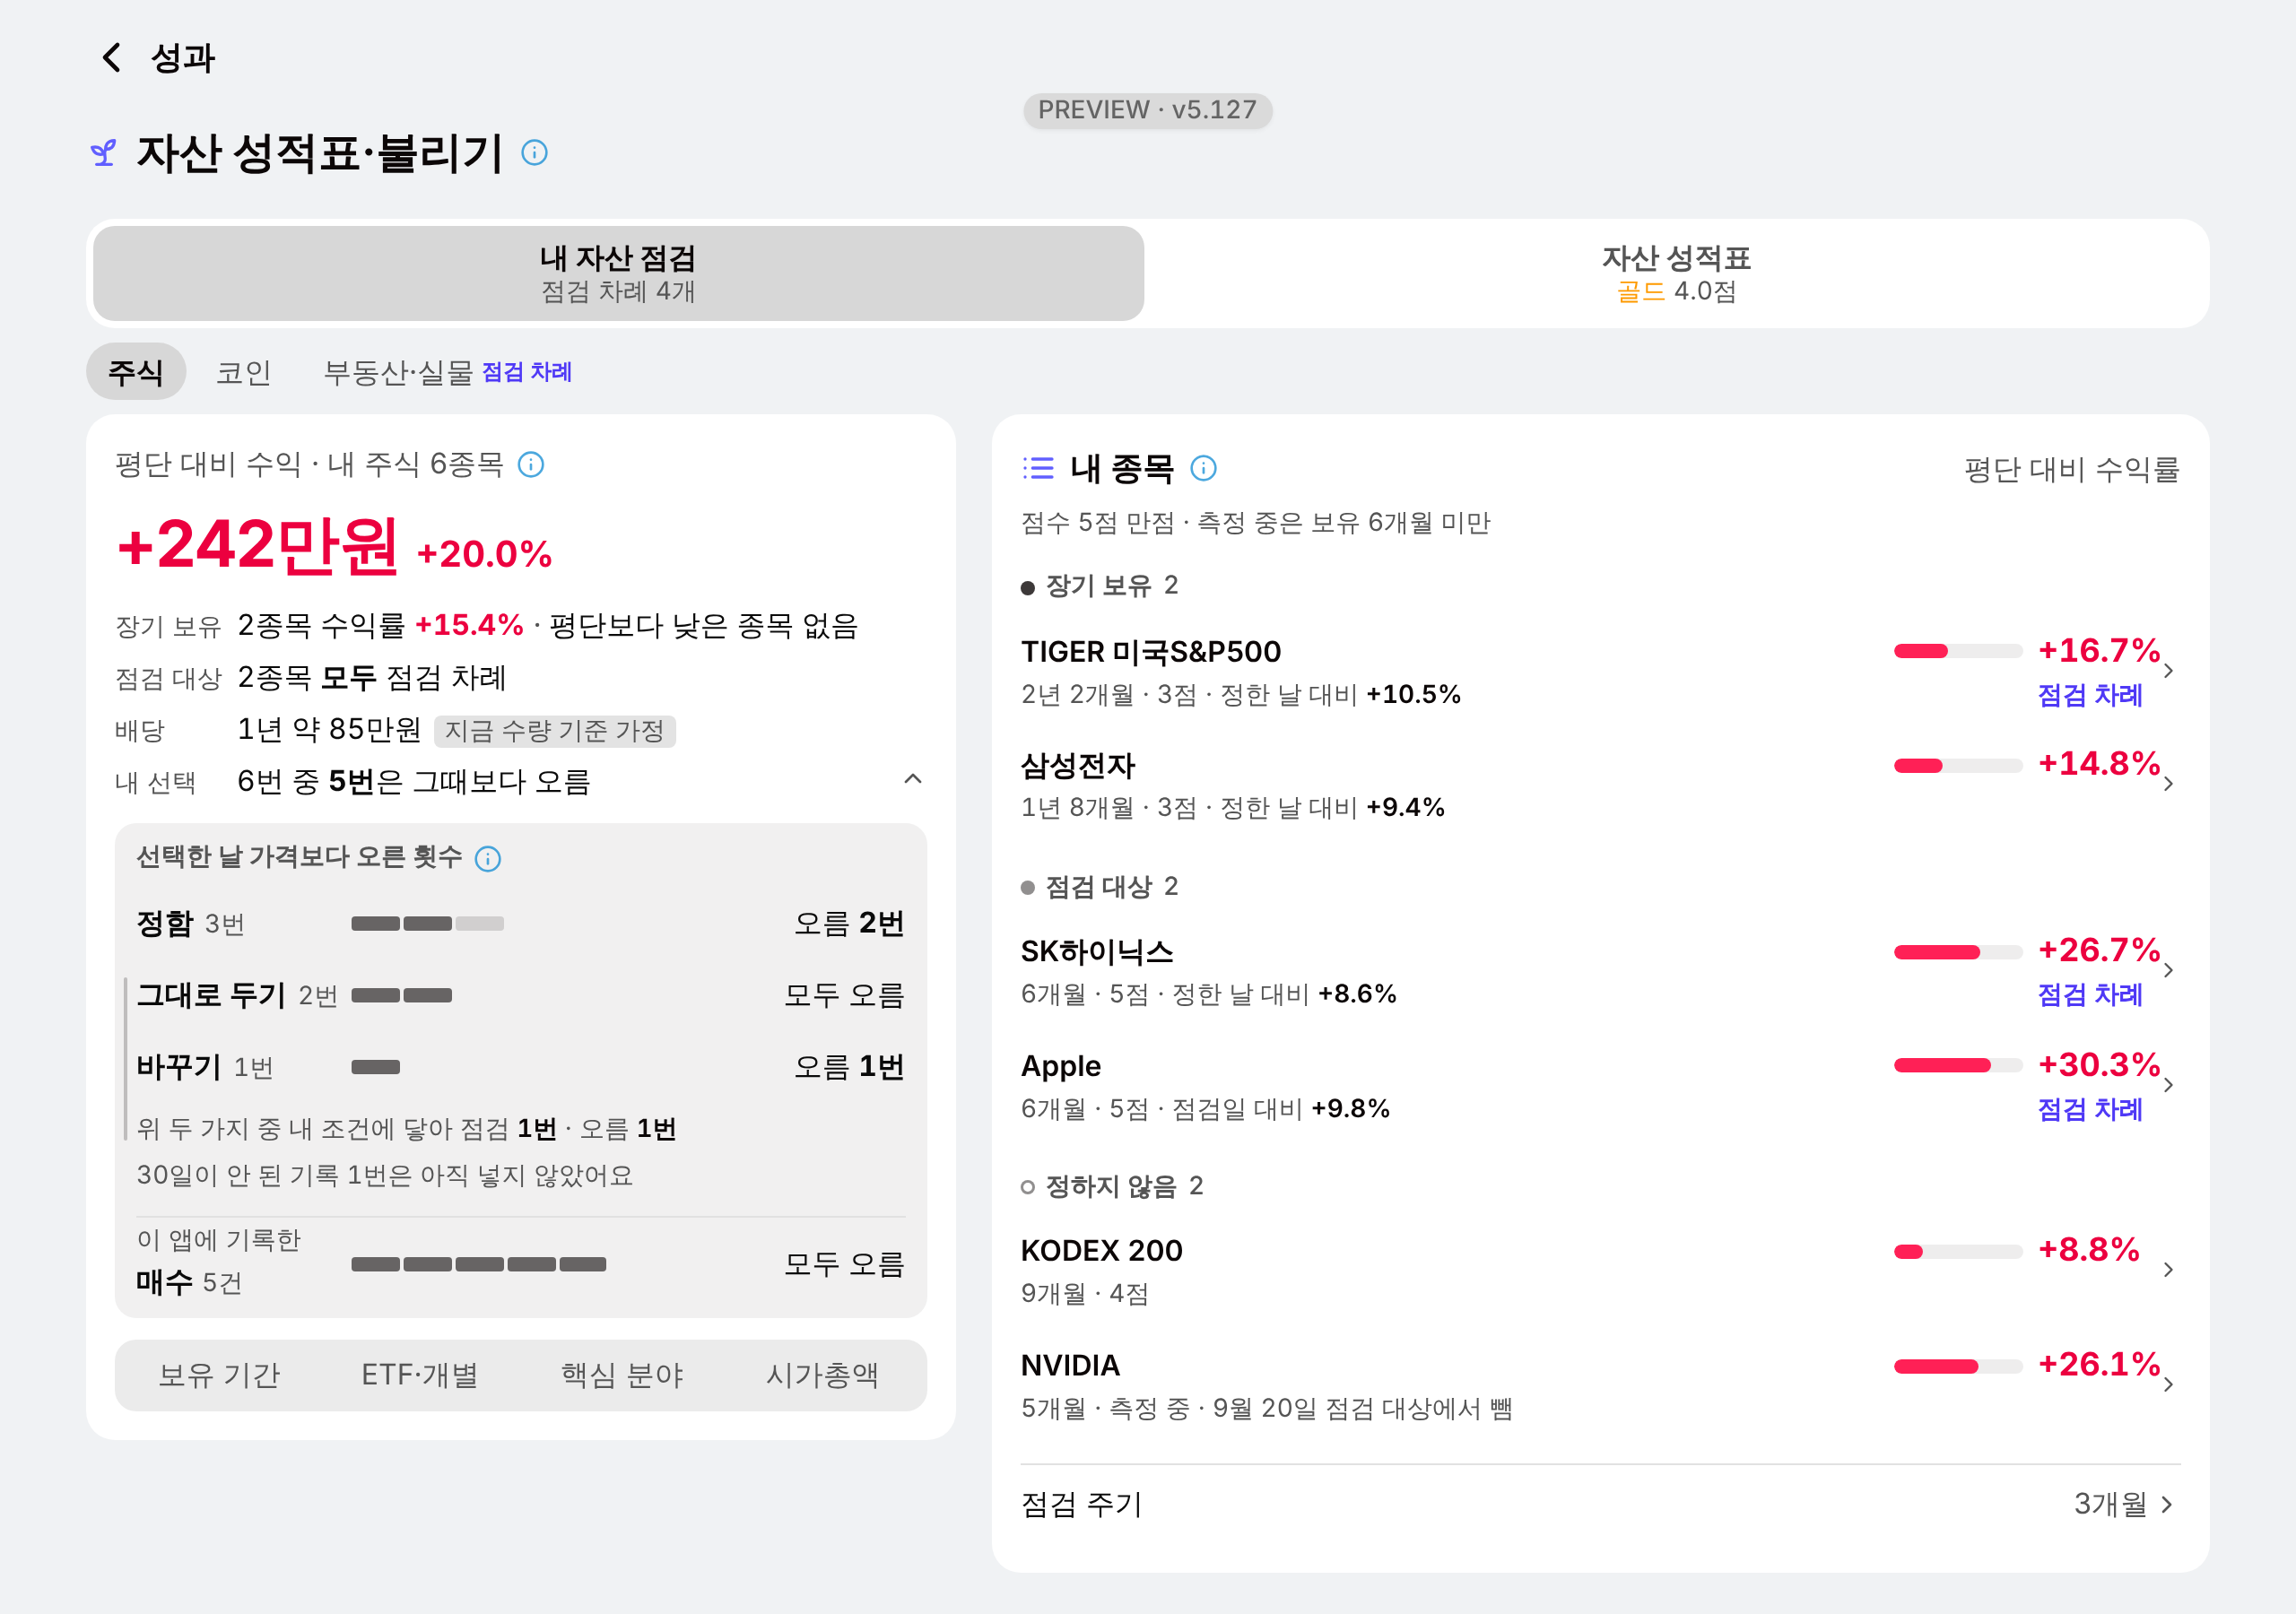 성과
PREVIEW · v5.127
자산 성적표·불리기
내 자산 점검
점검 차례 4개
자산 성적표
골드 4.0점
주식
코인
부동산·실물 점검 차례
평단 대비 수익 · 내 주식 6종목
+242만원 +20.0%
장기 보유 2종목 수익률 +15.4% · 평단보다 낮은 종목 없음
점검 대상 2종목 모두 점검 차례
배당 1년 약 85만원 지금 수량 기준 가정
내 선택 6번 중 5번은 그때보다 오름
선택한 날 가격보다 오른 횟수
정함 3번 오름 2번
그대로 두기 2번 모두 오름
바꾸기 1번 오름 1번
위 두 가지 중 내 조건에 닿아 점검 1번 · 오름 1번
30일이 안 된 기록 1번은 아직 넣지 않았어요
이 앱에 기록한
매수 5건 모두 오름
보유 기간 ETF·개별 핵심 분야 시가총액
내 종목 평단 대비 수익률
점수 5점 만점 · 측정 중은 보유 6개월 미만
장기 보유 2
TIGER 미국S&P500 +16.7%
2년 2개월 · 3점 · 정한 날 대비 +10.5% 점검 차례
삼성전자 +14.8%
1년 8개월 · 3점 · 정한 날 대비 +9.4%
점검 대상 2
SK하이닉스 +26.7%
6개월 · 5점 · 정한 날 대비 +8.6% 점검 차례
Apple +30.3%
6개월 · 5점 · 점검일 대비 +9.8% 점검 차례
정하지 않음 2
KODEX 200 +8.8%
9개월 · 4점
NVIDIA +26.1%
5개월 · 측정 중 · 9월 20일 점검 대상에서 뺌
점검 주기 3개월